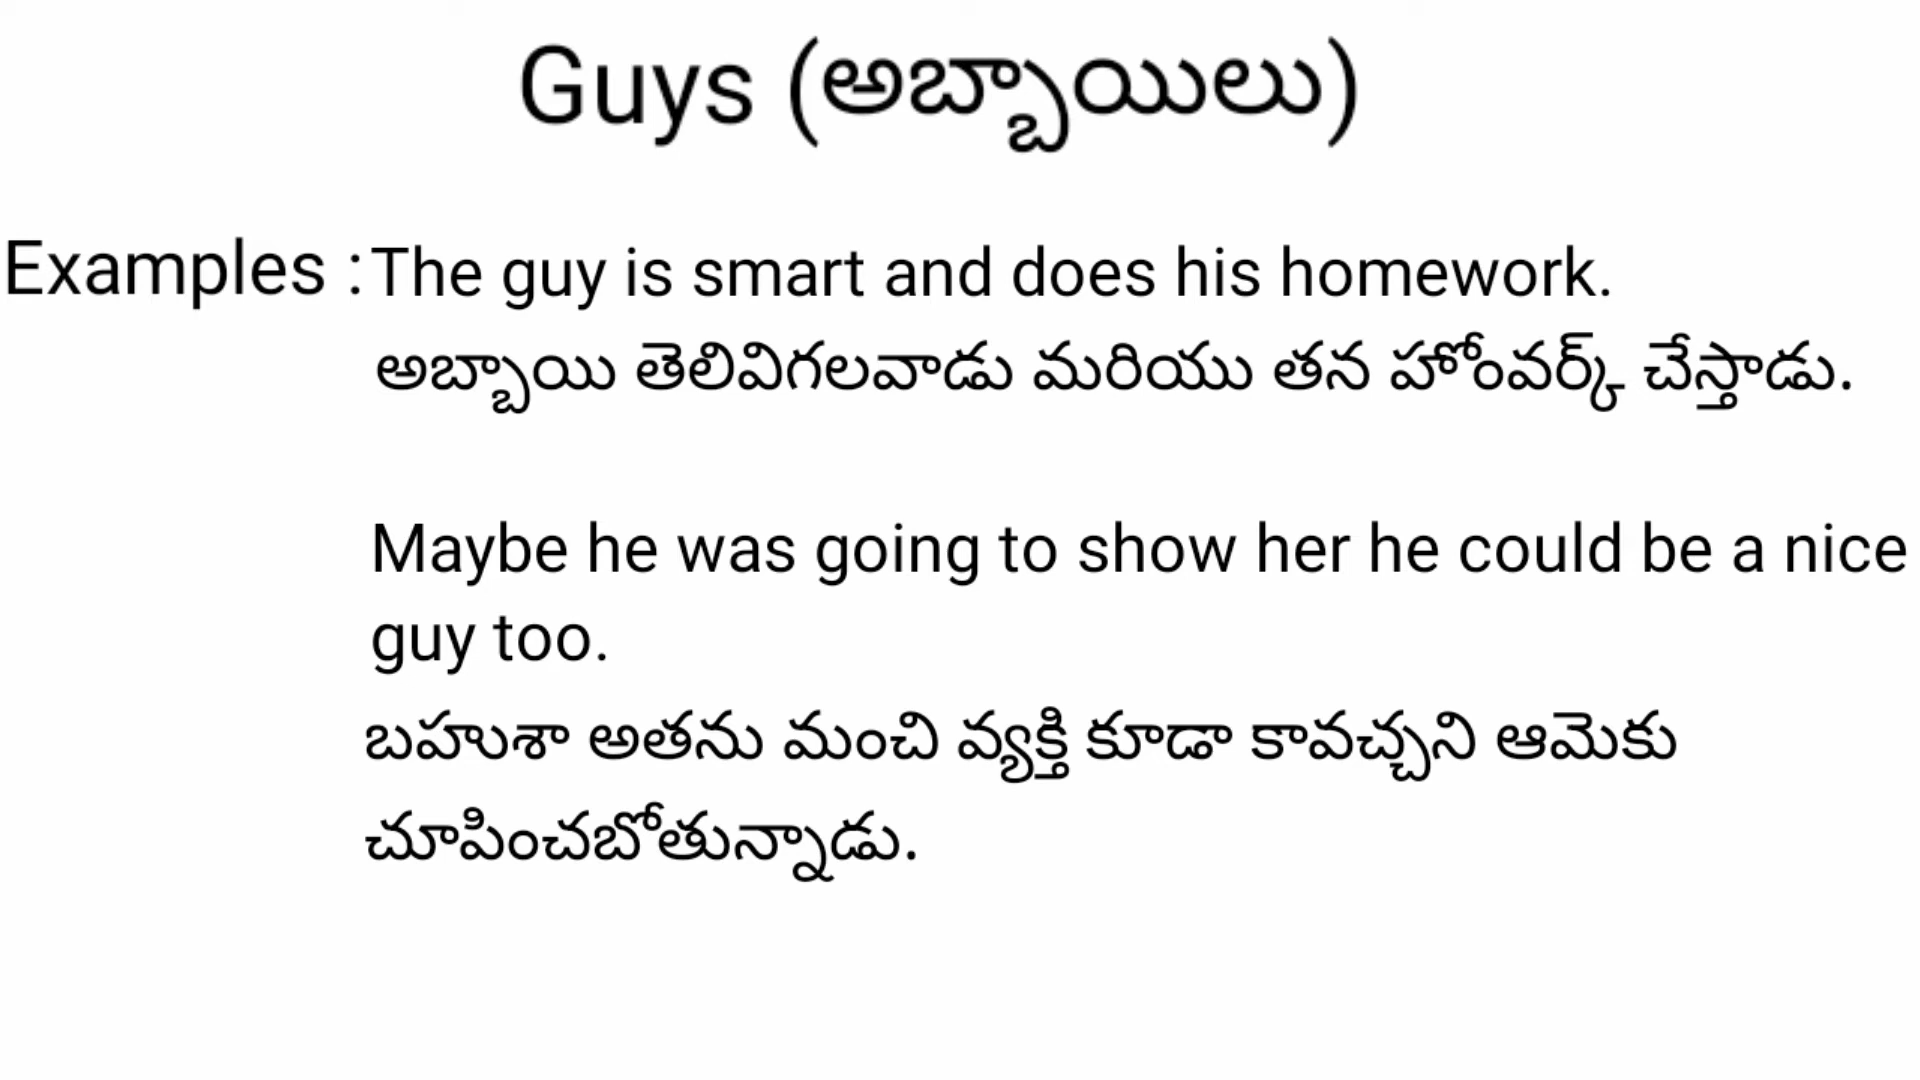 Guys (అబ్బాయిలు)
Examples : The guy is smart and does his homework.
అబ్బాయి తెలివిగలవాడు మరియు తన హోంవర్క్ చేస్తాడు.
Maybe he was going to show her he could be a nice
guy too.
బహుశా అతను మంచి వ్యక్తి కూడా కావచ్చని ఆమెకు
చూపించబోతున్నాడు.